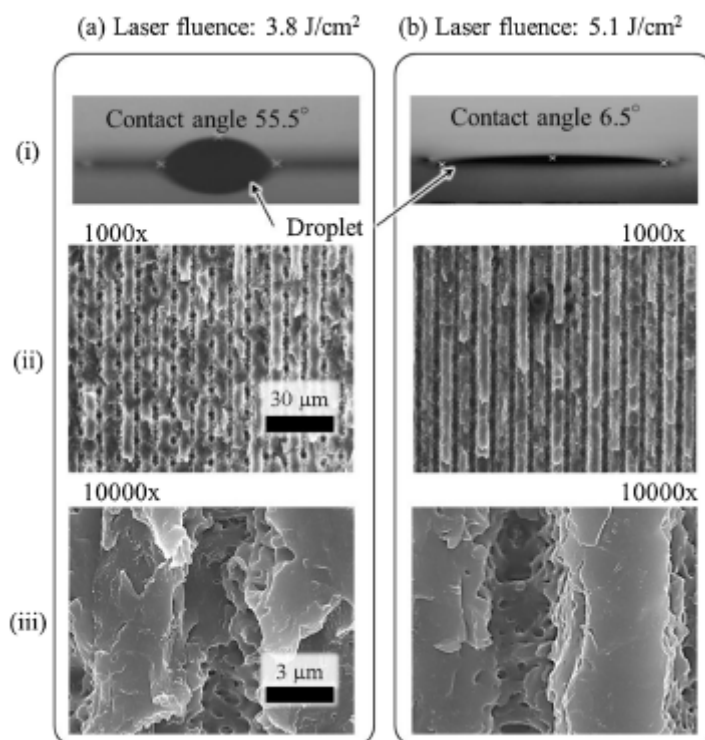 (a) Laser fluence: 3.8 J/cm²
(b) Laser fluence: 5.1 J/cm²
(i)
Contact angle 55.5°
Contact angle 6.5°
Droplet
1000x
1000x
(ii)
30 μm
10000x
10000x
(iii)
3 μm